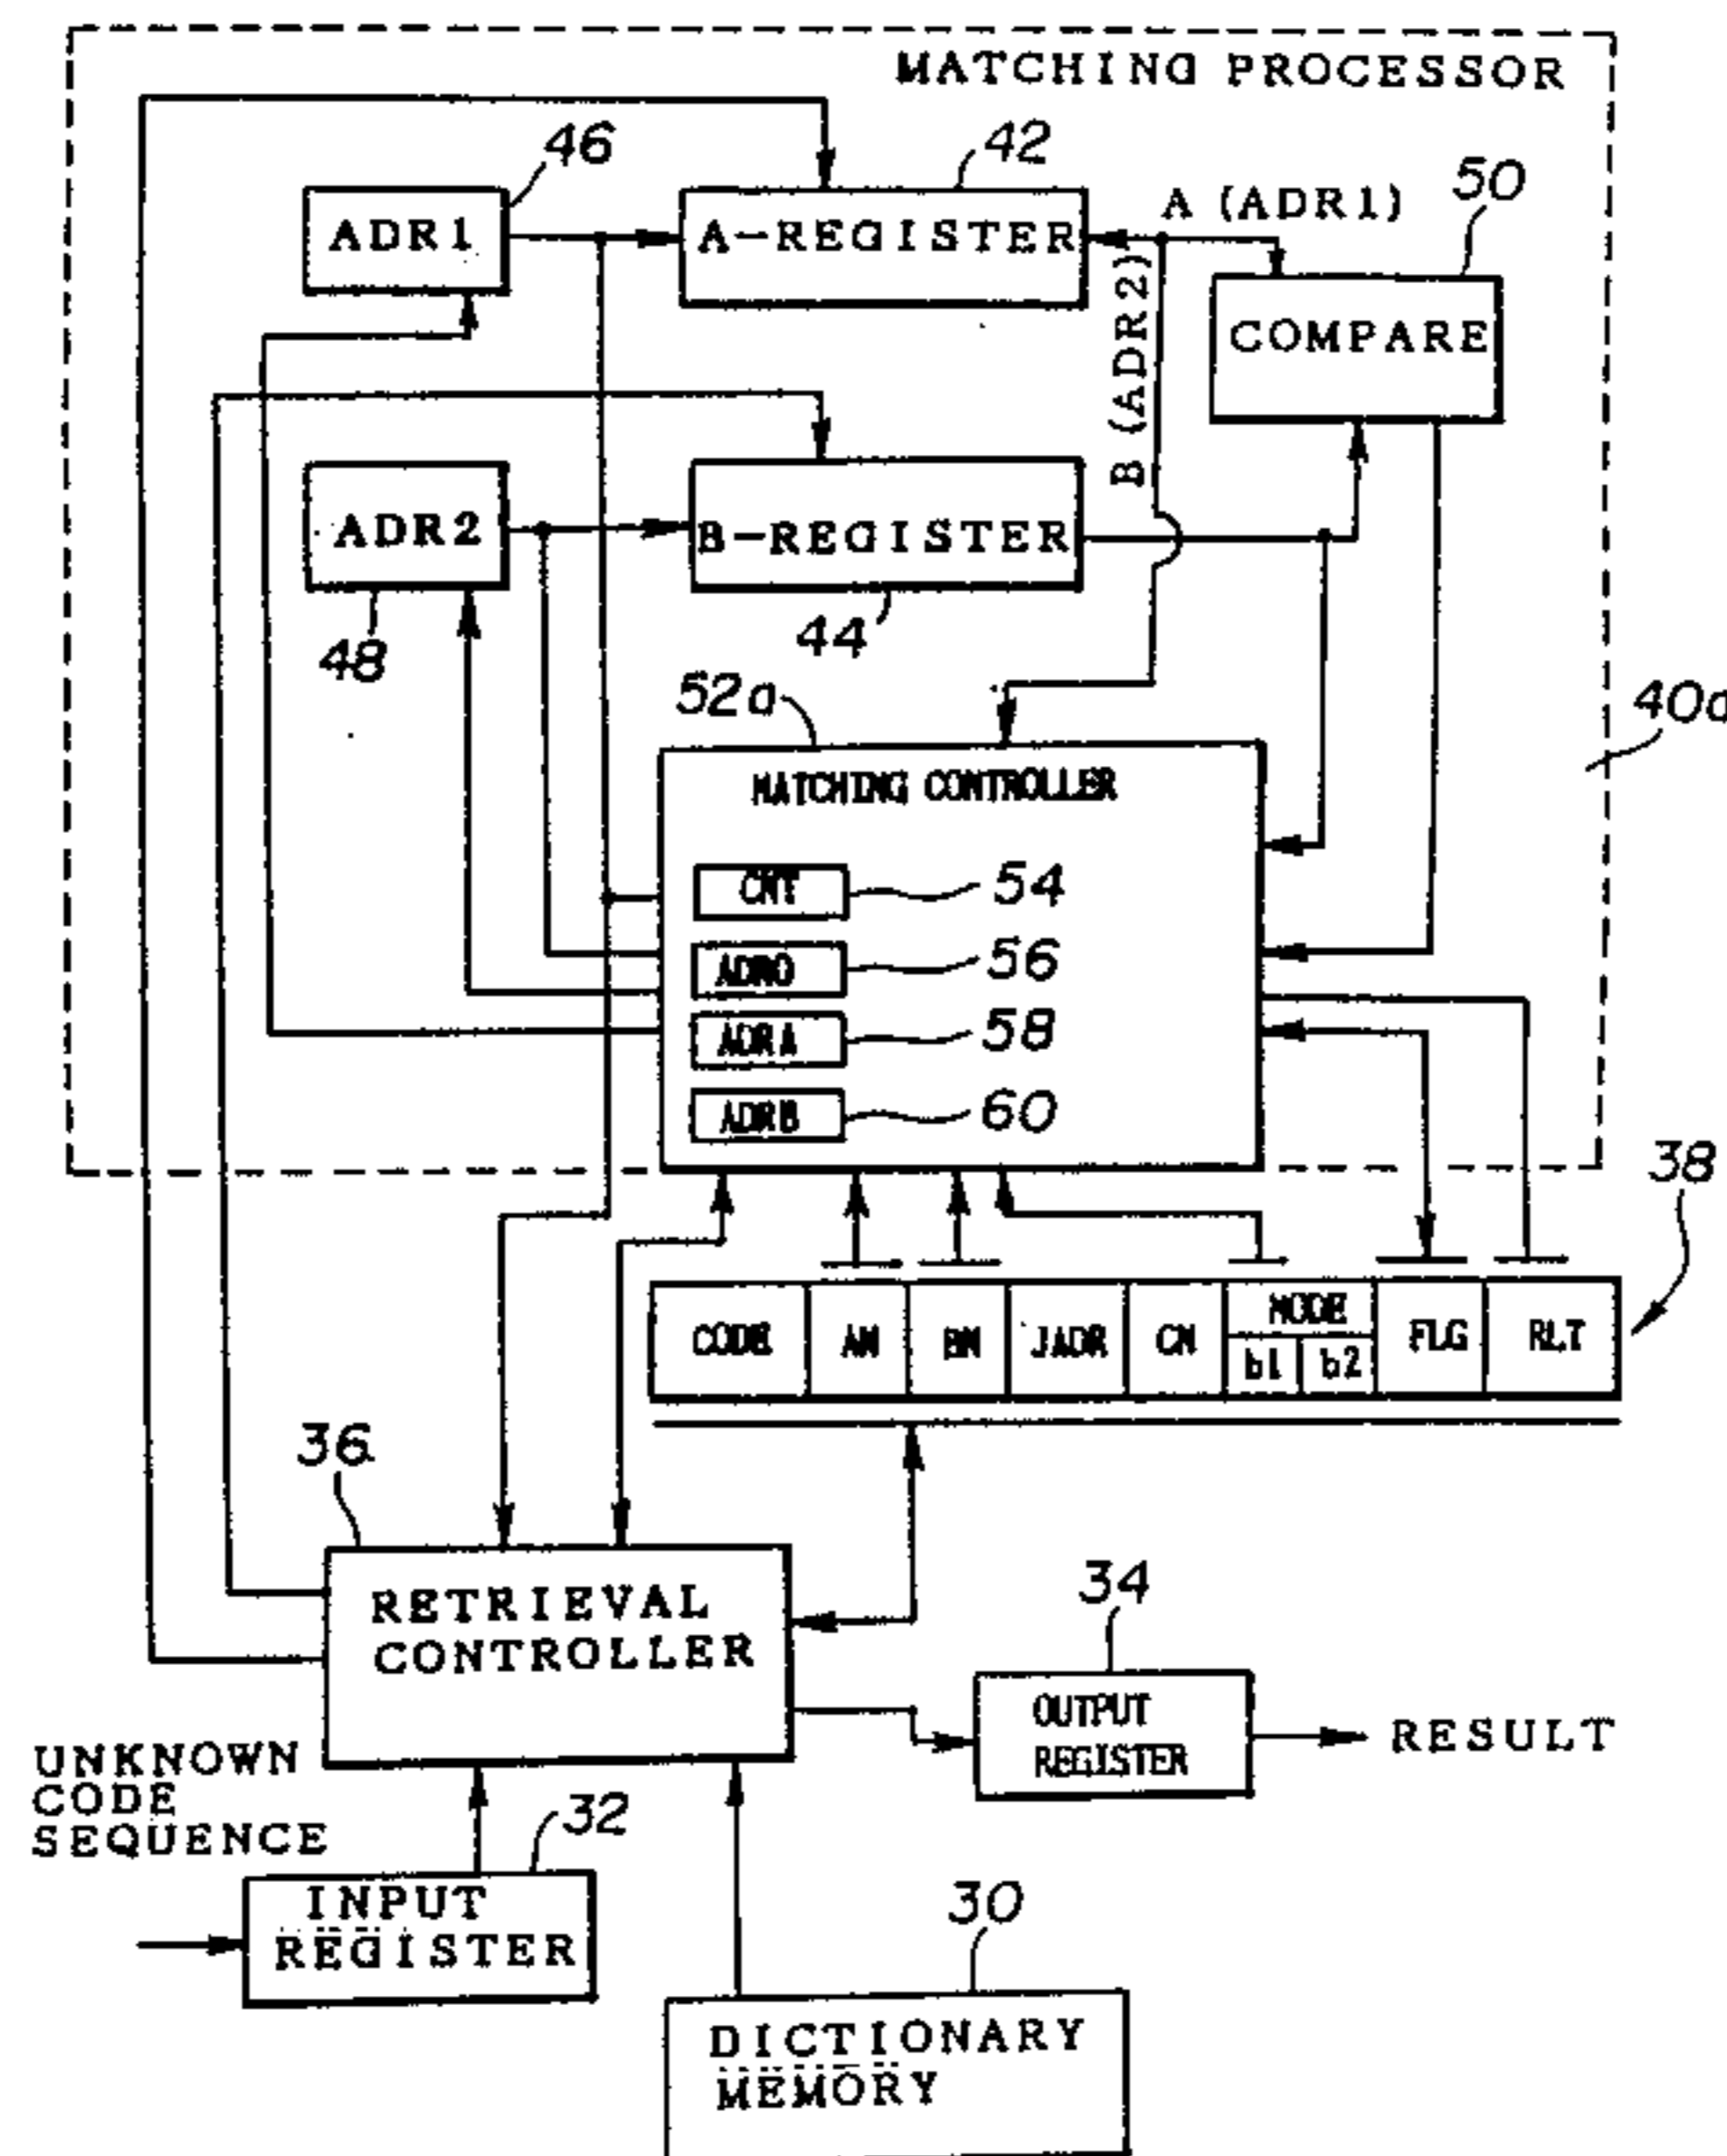 MATCHING PROCESSOR
46
42
50
ADR1
A-REGISTER
A (ADR1)
B (ADR2)
COMPARE
ADR2
B-REGISTER
48
44
52a
40a
MATCHING CONTROLLER
CNT
54
ADR0
56
ADRA
58
ADRB
60
38
CODE
AN
BN
JADR
CN
MODE
b1
b2
FLG
RLT
36
RETRIEVAL
CONTROLLER
34
OUTPUT
REGISTER
RESULT
UNKNOWN
CODE
SEQUENCE
32
INPUT
REGISTER
30
DICTIONARY
MEMORY